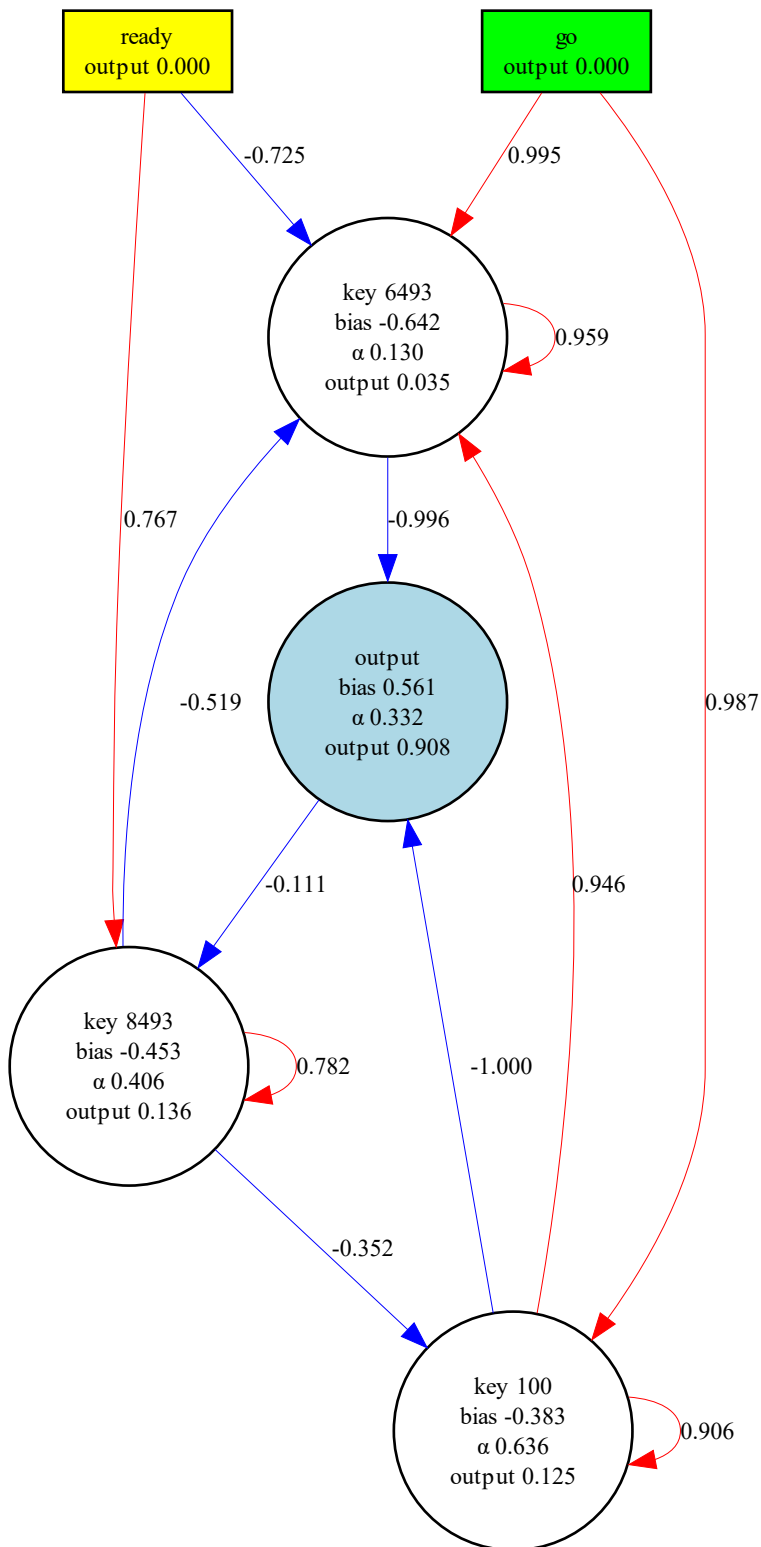 ready
output 0.000
go
output 0.000
-0.725
0.995
key 6493
bias -0.642
α 0.130
output 0.035
0.959
0.767
-0.996
-0.519
output
bias 0.561
α 0.332
output 0.908
0.987
-0.111
0.946
key 8493
bias -0.453
α 0.406
output 0.136
0.782
-1.000
-0.352
key 100
bias -0.383
α 0.636
output 0.125
0.906